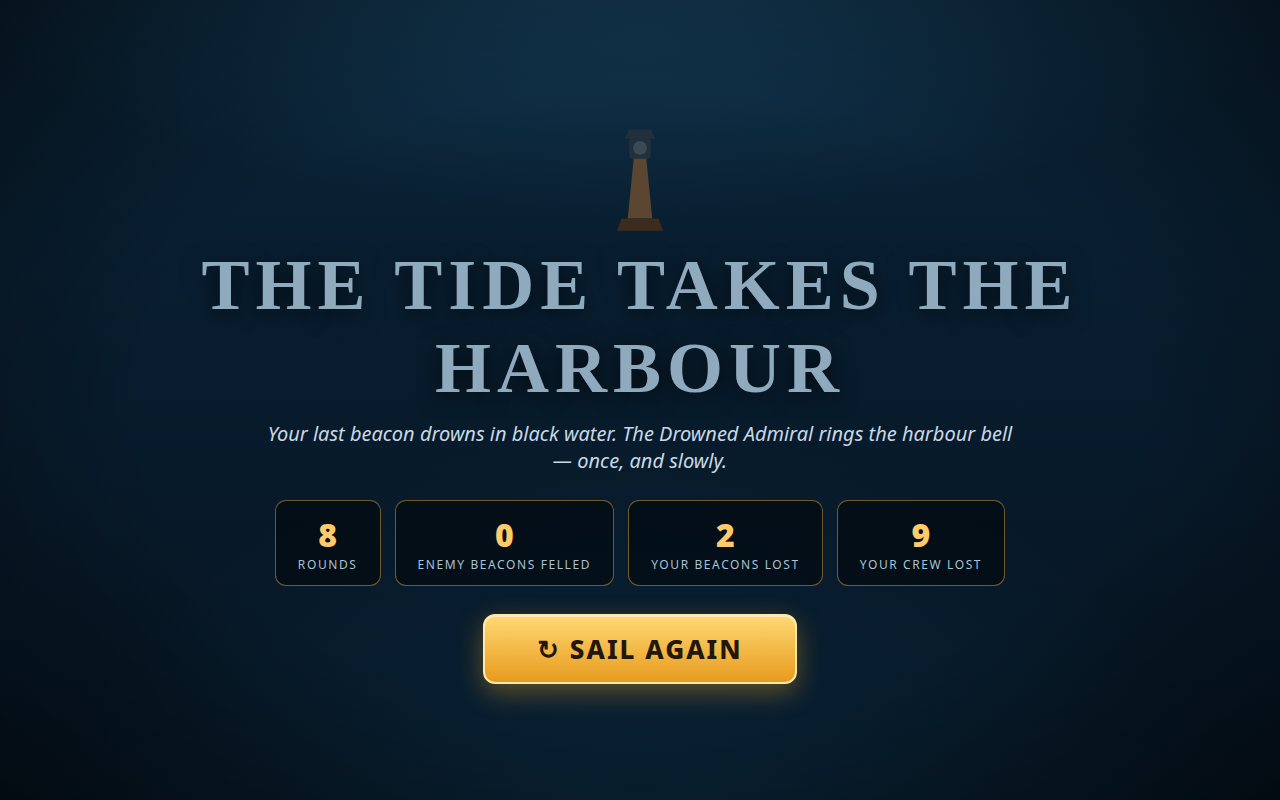 THE TIDE TAKES THE
HARBOUR
Your last beacon drowns in black water. The Drowned Admiral rings the harbour bell
— once, and slowly.
8
ROUNDS
0
ENEMY BEACONS FELLED
2
YOUR BEACONS LOST
9
YOUR CREW LOST
↻ SAIL AGAIN